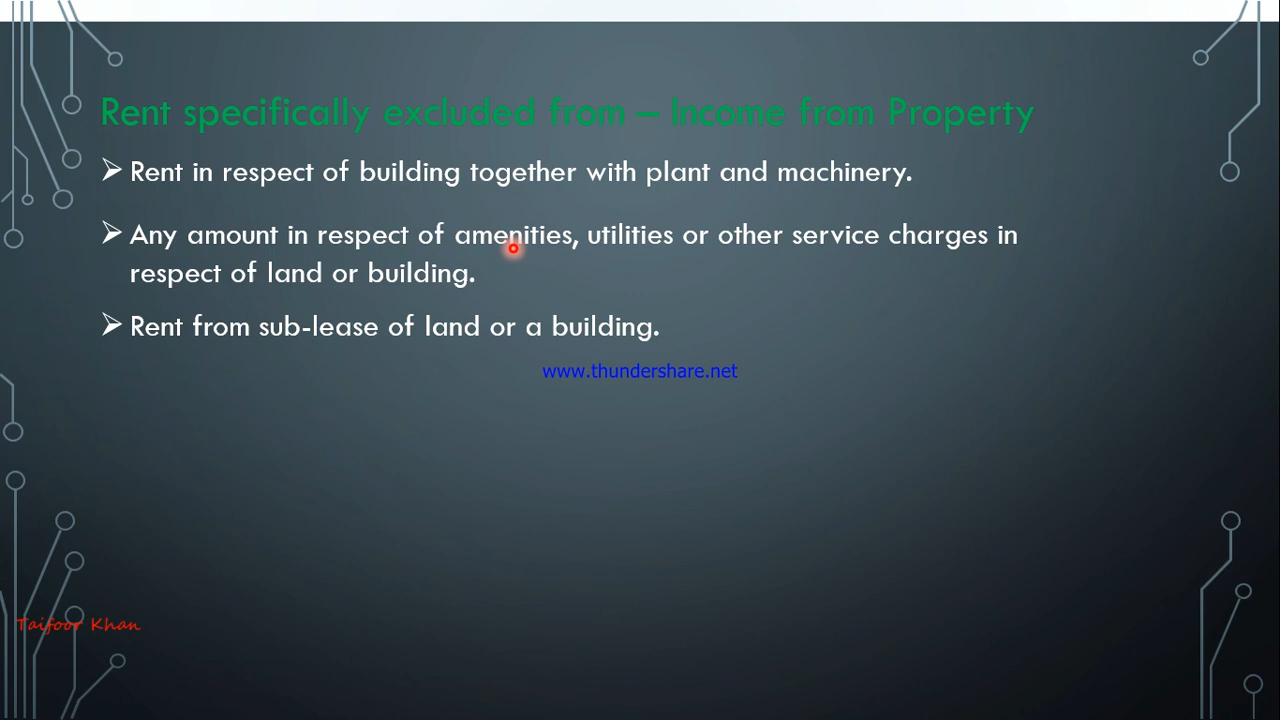 Rent specifically excluded from – Income from Property
Rent in respect of building together with plant and machinery.
Any amount in respect of amenities, utilities or other service charges in
respect of land or building.
Rent from sub-lease of land or a building.
www.thundershare.net
Taifoor Khan